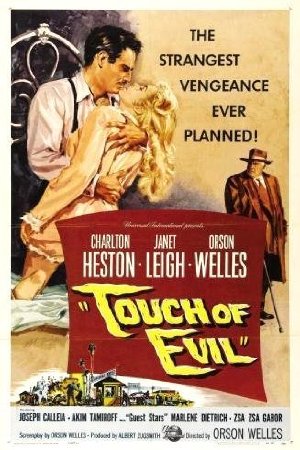 THE
STRANGEST
VENGEANCE
EVER
PLANNED!
Universal-International presents
CHARLTON JANET ORSON
HESTON · LEIGH · WELLES
"TOUCH OF
EVIL"
JOSEPH CALLEIA · AKIM TAMIROFF
"Guest Stars" MARLENE DIETRICH · ZSA ZSA GABOR
Screenplay by ORSON WELLES · Produced by ALBERT ZUGSMITH
Directed by ORSON WELLES